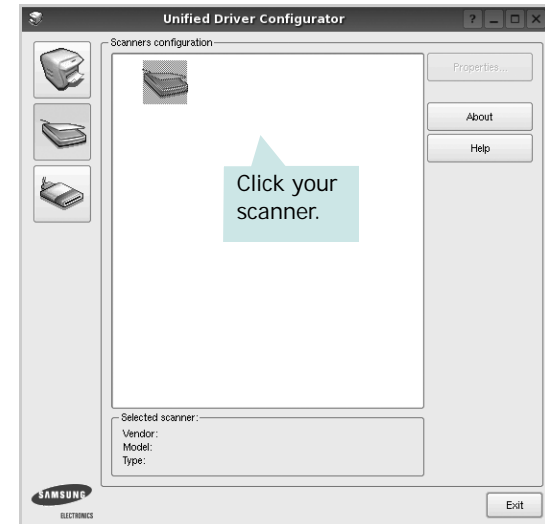 Unified Driver Configurator
Scanners configuration
Properties...
About
Help
Click your
scanner.
Selected scanner:
Vendor:
Model:
Type:
SAMSUNG
ELECTRONICS
Exit